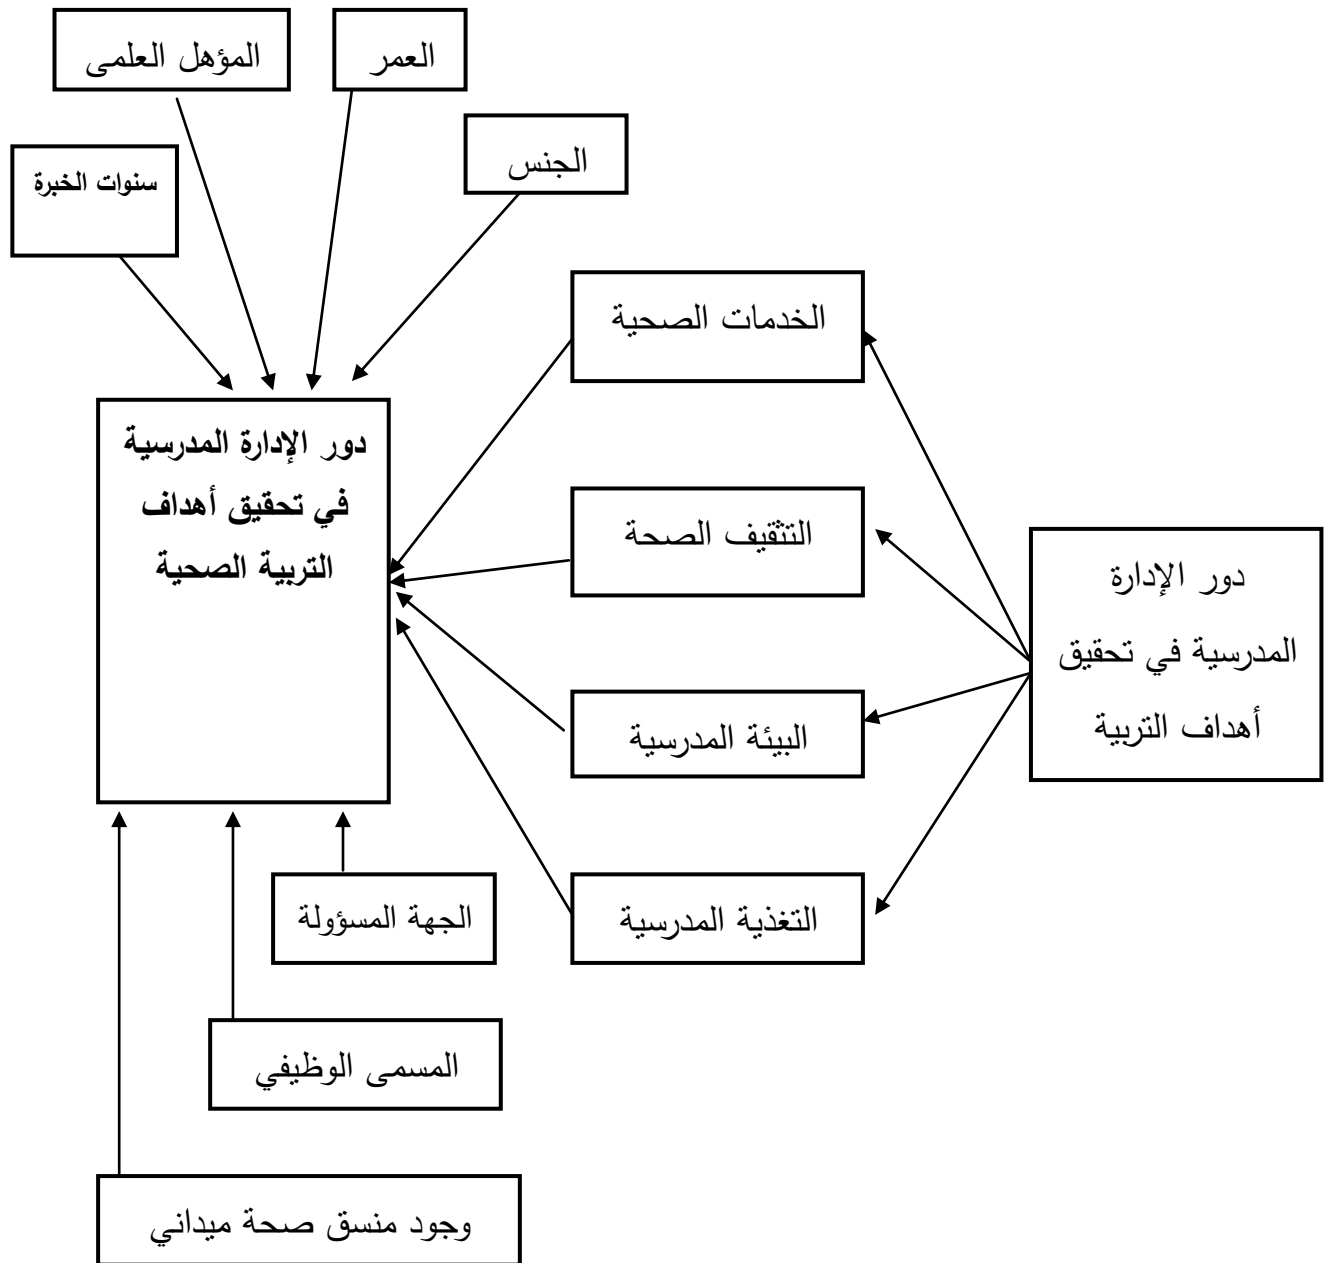 المؤهل العلمى
العمر
الجنس
سنوات الخبرة
الخدمات الصحية
دور الإدارة المدرسية
في تحقيق أهداف
التربية الصحية
التثقيف الصحة
دور الإدارة
المدرسية في تحقيق
أهداف التربية
البيئة المدرسية
التغذية المدرسية
الجهة المسؤولة
المسمى الوظيفي
وجود منسق صحة ميداني